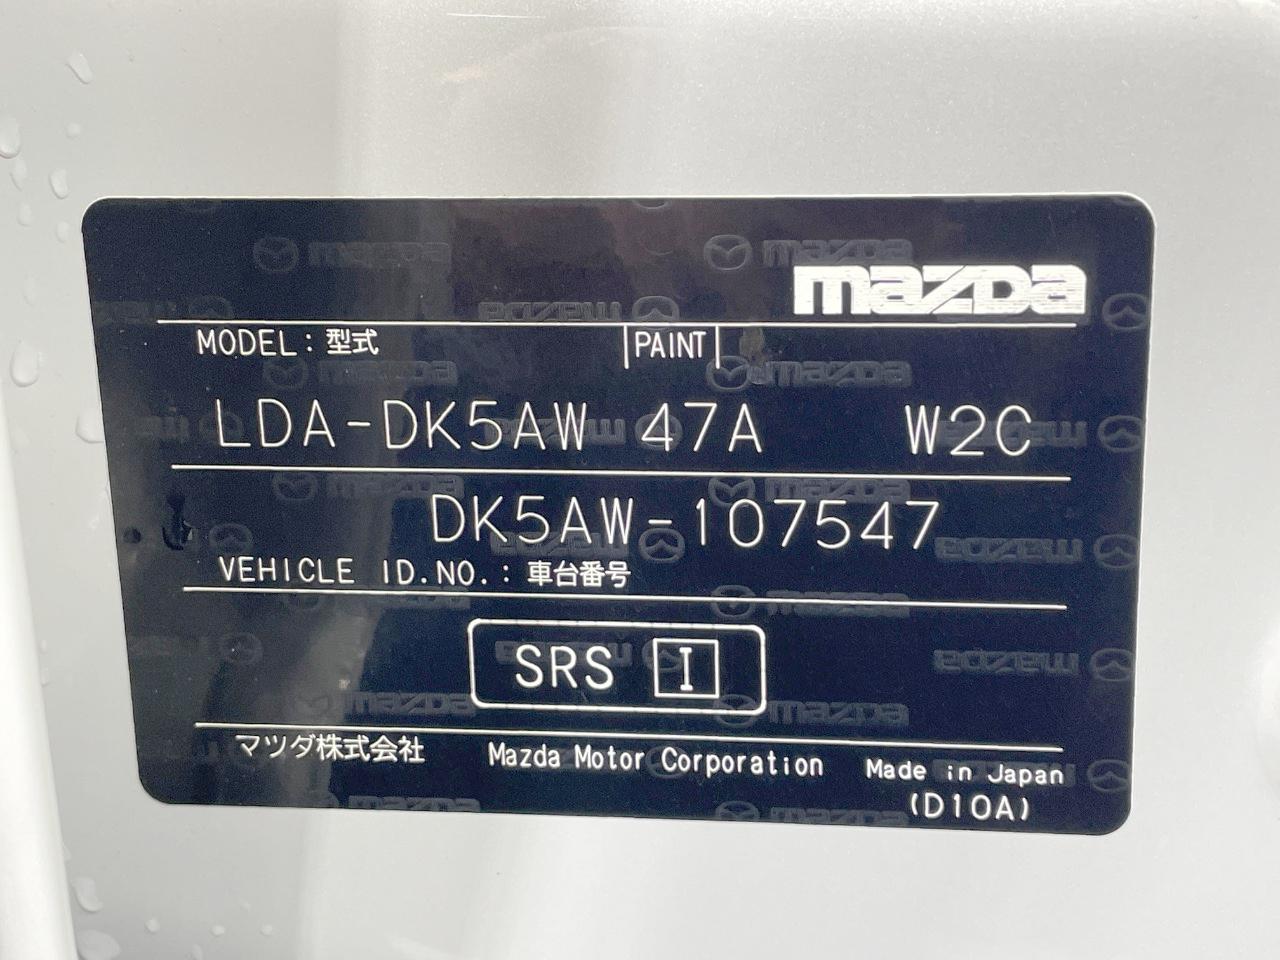 mazda
MODEL：型式 PAINT
LDA-DK5AW 47A W2C
DK5AW-107547
VEHICLE ID.NO.：車台番号
SRS I
マツダ株式会社 Mazda Motor Corporation Made in Japan
(D10A)